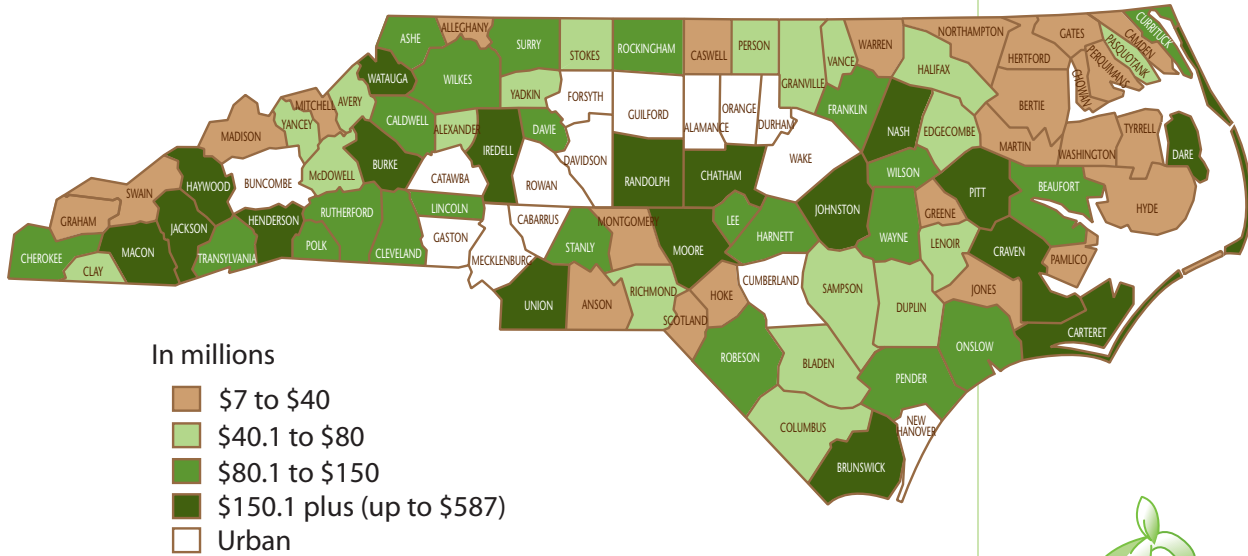 ALLEGHANY
ASHE
SURRY
STOKES
ROCKINGHAM
CASWELL
PERSON
GRANVILLE
VANCE
WARREN
NORTHAMPTON
GATES
CURRITUCK
CAMDEN
PASQUOTANK
PERQUIMANS
HERTFORD
HALIFAX
CHOWAN
WATAUGA
WILKES
YADKIN
FORSYTH
GUILFORD
ALAMANCE
ORANGE
DURHAM
FRANKLIN
NASH
EDGECOMBE
BERTIE
MITCHELL
AVERY
YANCEY
CALDWELL
ALEXANDER
IREDELL
DAVIE
MADISON
MARTIN
WASHINGTON
TYRRELL
DARE
BURKE
McDOWELL
CATAWBA
ROWAN
DAVIDSON
RANDOLPH
CHATHAM
WAKE
WILSON
PITT
BEAUFORT
HYDE
SWAIN
HAYWOOD
BUNCOMBE
GRAHAM
JACKSON
HENDERSON
RUTHERFORD
LINCOLN
CABARRUS
STANLY
MONTGOMERY
MOORE
LEE
HARNETT
JOHNSTON
WAYNE
GREENE
LENOIR
CRAVEN
PAMLICO
CHEROKEE
CLAY
MACON
TRANSYLVANIA
POLK
CLEVELAND
GASTON
MECKLENBURG
UNION
ANSON
RICHMOND
SCOTLAND
HOKE
CUMBERLAND
SAMPSON
DUPLIN
JONES
CARTERET
ROBESON
BLADEN
PENDER
ONSLOW
COLUMBUS
NEW
HANOVER
BRUNSWICK
In millions
$7 to $40
$40.1 to $80
$80.1 to $150
$150.1 plus (up to $587)
Urban